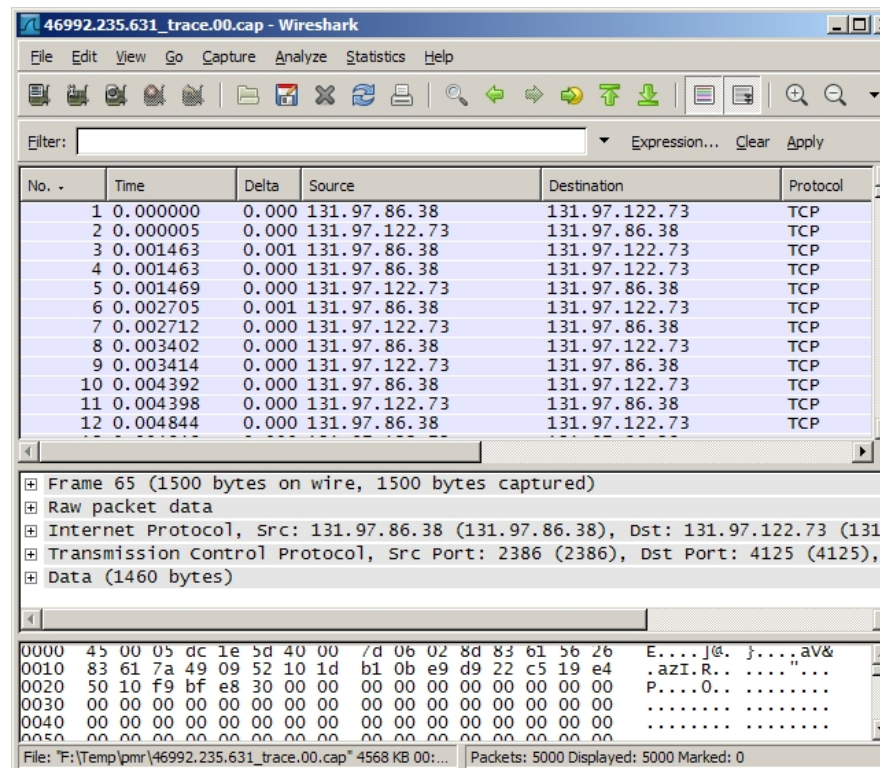 46992.235.631_trace.00.cap - Wireshark
File Edit View Go Capture Analyze Statistics Help
Filter: Expression... Clear Apply
No. Time Delta Source Destination Protocol
1 0.000000 0.000 131.97.86.38 131.97.122.73 TCP
2 0.000005 0.000 131.97.122.73 131.97.86.38 TCP
3 0.001463 0.001 131.97.86.38 131.97.122.73 TCP
4 0.001463 0.000 131.97.86.38 131.97.122.73 TCP
5 0.001469 0.000 131.97.122.73 131.97.86.38 TCP
6 0.002705 0.001 131.97.86.38 131.97.122.73 TCP
7 0.002712 0.000 131.97.122.73 131.97.86.38 TCP
8 0.003402 0.000 131.97.86.38 131.97.122.73 TCP
9 0.003414 0.000 131.97.122.73 131.97.86.38 TCP
10 0.004392 0.000 131.97.86.38 131.97.122.73 TCP
11 0.004398 0.000 131.97.122.73 131.97.86.38 TCP
12 0.004844 0.000 131.97.86.38 131.97.122.73 TCP
Frame 65 (1500 bytes on wire, 1500 bytes captured)
Raw packet data
Internet Protocol, Src: 131.97.86.38 (131.97.86.38), Dst: 131.97.122.73 (131
Transmission Control Protocol, Src Port: 2386 (2386), Dst Port: 4125 (4125),
Data (1460 bytes)
0000 45 00 05 dc 1e 5d 40 00 7d 06 02 8d 83 61 56 26 E....]@. }....aV&
0010 83 61 7a 49 09 52 10 1d b1 0b e9 d9 22 c5 19 e4 .azI.R.. ...."...
0020 50 10 f9 bf e8 30 00 00 00 00 00 00 00 00 00 00 P....0.. ........
0030 00 00 00 00 00 00 00 00 00 00 00 00 00 00 00 00 ........ ........
0040 00 00 00 00 00 00 00 00 00 00 00 00 00 00 00 00 ........ ........
0050 00 00 00 00 00 00 00 00 00 00 00 00 00 00 00 00
File: "F:\Temp\pmr\46992.235.631_trace.00.cap" 4568 KB 00:... Packets: 5000 Displayed: 5000 Marked: 0